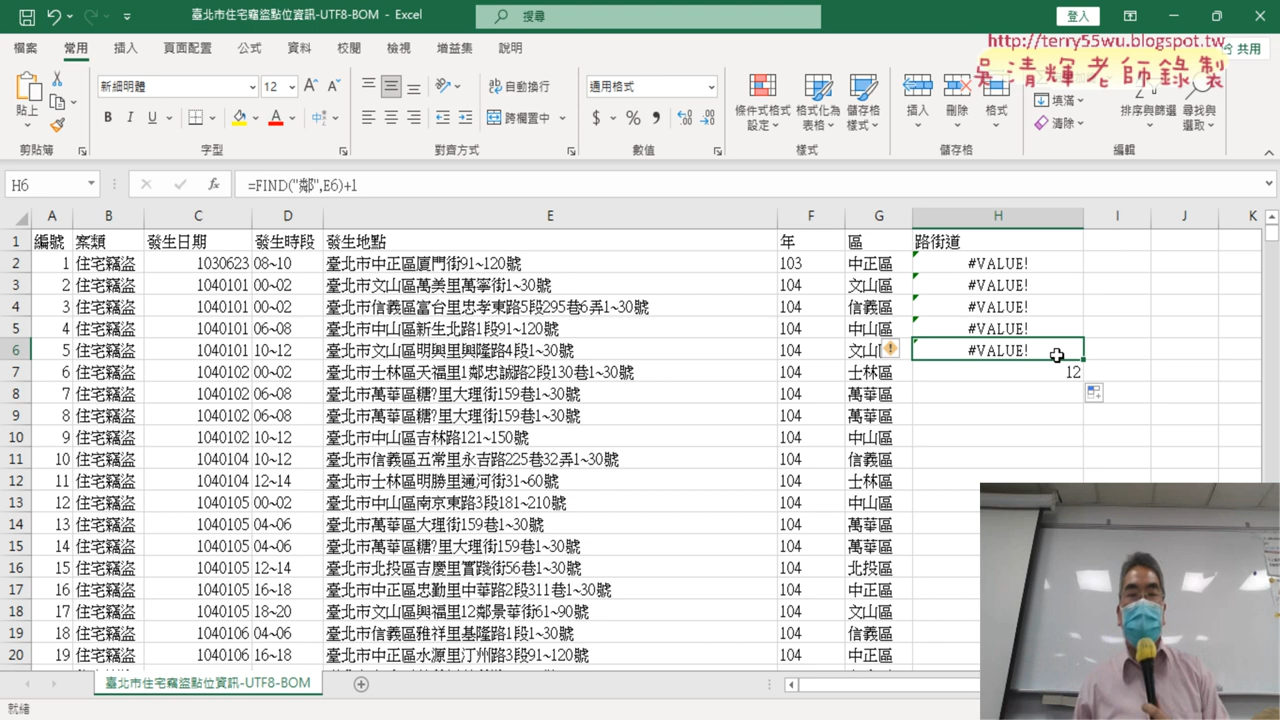 臺北市住宅竊盜點位資訊-UTF8-BOM - Excel
搜尋
登入
檔案 常用 插入 頁面配置 公式 資料 校閱 檢視 增益集 說明
共用
http://terry55wu.blogspot.tw
吳清輝老師錄製
貼上
新細明體 12
自動換行
跨欄置中
通用格式
條件式格式設定 格式化為表格 儲存格樣式
插入 刪除 格式
填滿
清除
排序與篩選 尋找與選取
剪貼簿 字型 對齊方式 數值 樣式 儲存格 編輯
H6
=FIND("鄰",E6)+1
A B C D E F G H I J K
1 編號 案類 發生日期 發生時段 發生地點 年 區 路街道
2 1 住宅竊盜 1030623 08~10 臺北市中正區廈門街91~120號 103 中正區 #VALUE!
3 2 住宅竊盜 1040101 00~02 臺北市文山區萬美里萬寧街1~30號 104 文山區 #VALUE!
4 3 住宅竊盜 1040101 00~02 臺北市信義區富台里忠孝東路5段295巷6弄1~30號 104 信義區 #VALUE!
5 4 住宅竊盜 1040101 06~08 臺北市中山區新生北路1段91~120號 104 中山區 #VALUE!
6 5 住宅竊盜 1040101 10~12 臺北市文山區明興里興隆路4段1~30號 104 文山 #VALUE!
7 6 住宅竊盜 1040102 00~02 臺北市士林區天福里1鄰忠誠路2段130巷1~30號 104 士林區 12
8 7 住宅竊盜 1040102 06~08 臺北市萬華區糖?里大理街159巷1~30號 104 萬華區
9 8 住宅竊盜 1040102 06~08 臺北市萬華區糖?里大理街159巷1~30號 104 萬華區
10 9 住宅竊盜 1040102 10~12 臺北市中山區吉林路121~150號 104 中山區
11 10 住宅竊盜 1040104 10~12 臺北市信義區五常里永吉路225巷32弄1~30號 104 信義區
12 11 住宅竊盜 1040104 12~14 臺北市士林區明勝里通河街31~60號 104 士林區
13 12 住宅竊盜 1040105 00~02 臺北市中山區南京東路3段181~210號 104 中山區
14 13 住宅竊盜 1040105 04~06 臺北市萬華區大理街159巷1~30號 104 萬華區
15 14 住宅竊盜 1040105 04~06 臺北市萬華區糖?里大理街159巷1~30號 104 萬華區
16 15 住宅竊盜 1040105 12~14 臺北市北投區吉慶里實踐街56巷1~30號 104 北投區
17 16 住宅竊盜 1040105 16~18 臺北市中正區忠勤里中華路2段311巷1~30號 104 中正區
18 17 住宅竊盜 1040105 18~20 臺北市文山區興福里12鄰景華街61~90號 104 文山區
19 18 住宅竊盜 1040106 04~06 臺北市信義區雅祥里基隆路1段1~30號 104 信義區
20 19 住宅竊盜 1040106 16~18 臺北市中正區水源里汀州路3段91~120號 104 中正區
臺北市住宅竊盜點位資訊-UTF8-BOM
就緒